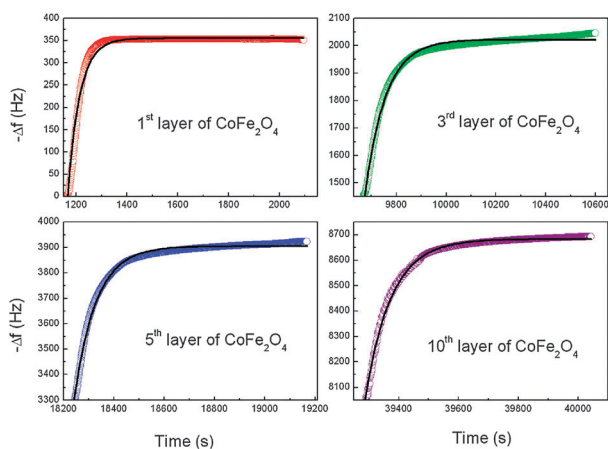 400
350
300
250
200
150
100
50
0
-Δf (Hz)
1st layer of CoFe2O4
1200 1400 1600 1800 2000
2100
2000
1900
1800
1700
1600
1500
3rd layer of CoFe2O4
9800 10000 10200 10400 10600
4000
3900
3800
3700
3600
3500
3400
3300
-Δf (Hz)
5th layer of CoFe2O4
18200 18400 18600 18800 19000 19200
Time (s)
8700
8600
8500
8400
8300
8200
8100
10th layer of CoFe2O4
39400 39600 39800 40000
Time (s)